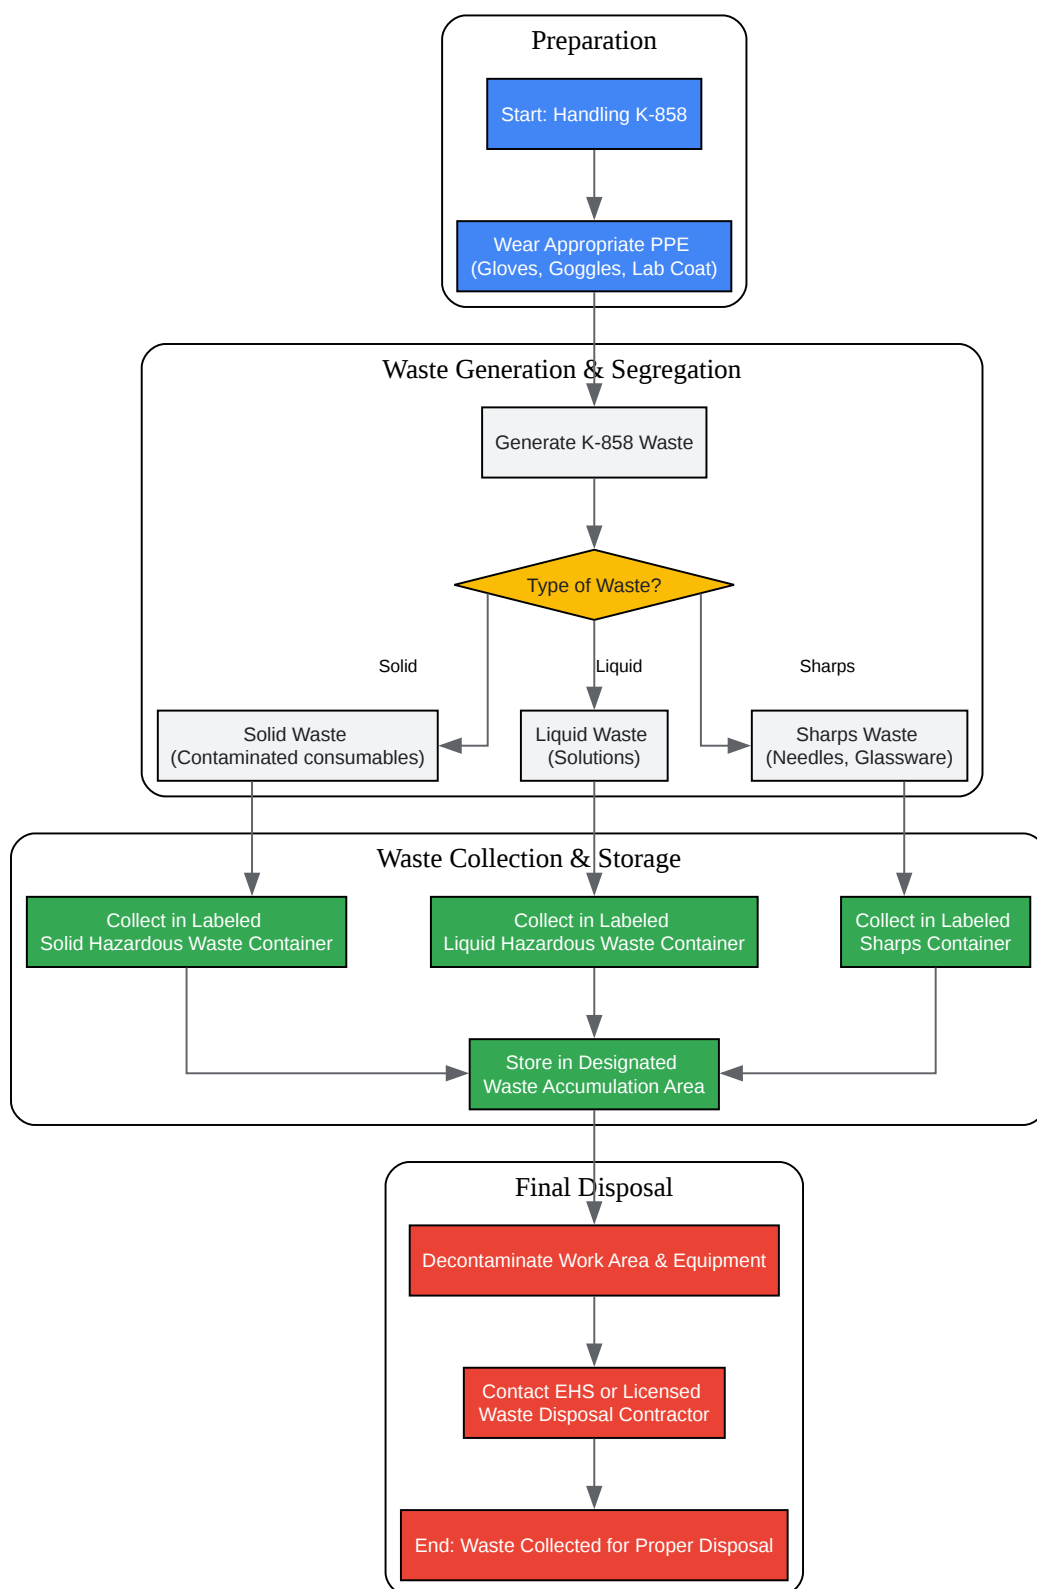 Preparation
Start: Handling K-858
Wear Appropriate PPE
(Gloves, Goggles, Lab Coat)
Waste Generation & Segregation
Generate K-858 Waste
Type of Waste?
Solid
Liquid
Sharps
Solid Waste
(Contaminated consumables)
Liquid Waste
(Solutions)
Sharps Waste
(Needles, Glassware)
Waste Collection & Storage
Collect in Labeled
Solid Hazardous Waste Container
Collect in Labeled
Liquid Hazardous Waste Container
Collect in Labeled
Sharps Container
Store in Designated
Waste Accumulation Area
Final Disposal
Decontaminate Work Area & Equipment
Contact EHS or Licensed
Waste Disposal Contractor
End: Waste Collected for Proper Disposal